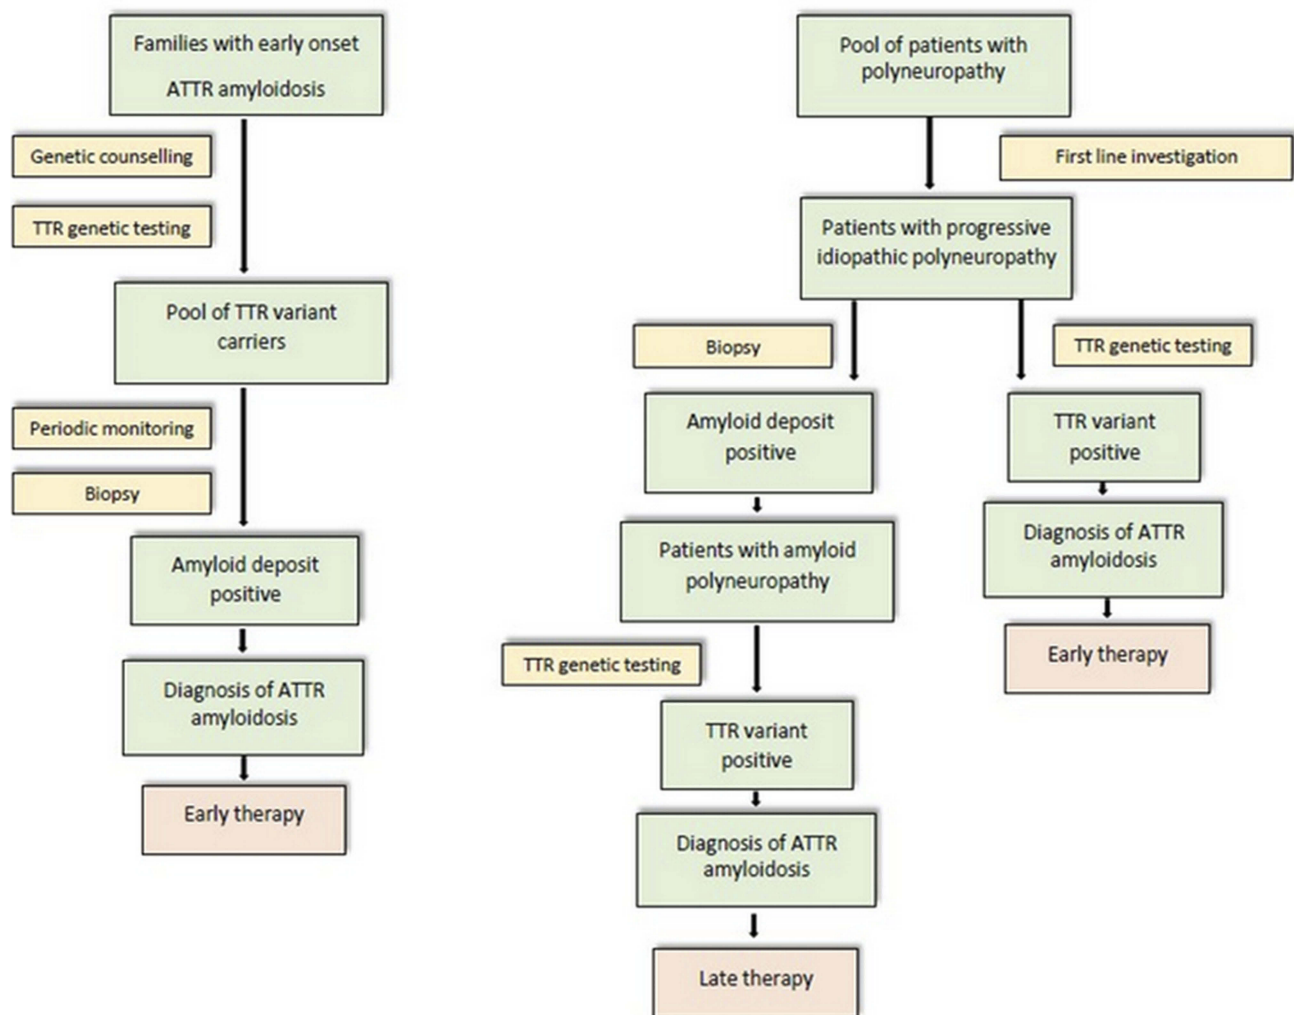 Families with early onset
ATTR amyloidosis
Genetic counselling
TTR genetic testing
Pool of TTR variant
carriers
Periodic monitoring
Biopsy
Amyloid deposit
positive
Diagnosis of ATTR
amyloidosis
Early therapy
Pool of patients with
polyneuropathy
First line investigation
Patients with progressive
idiopathic polyneuropathy
Biopsy
Amyloid deposit
positive
Patients with amyloid
polyneuropathy
TTR genetic testing
TTR variant
positive
Diagnosis of ATTR
amyloidosis
Late therapy
TTR genetic testing
TTR variant
positive
Diagnosis of ATTR
amyloidosis
Early therapy